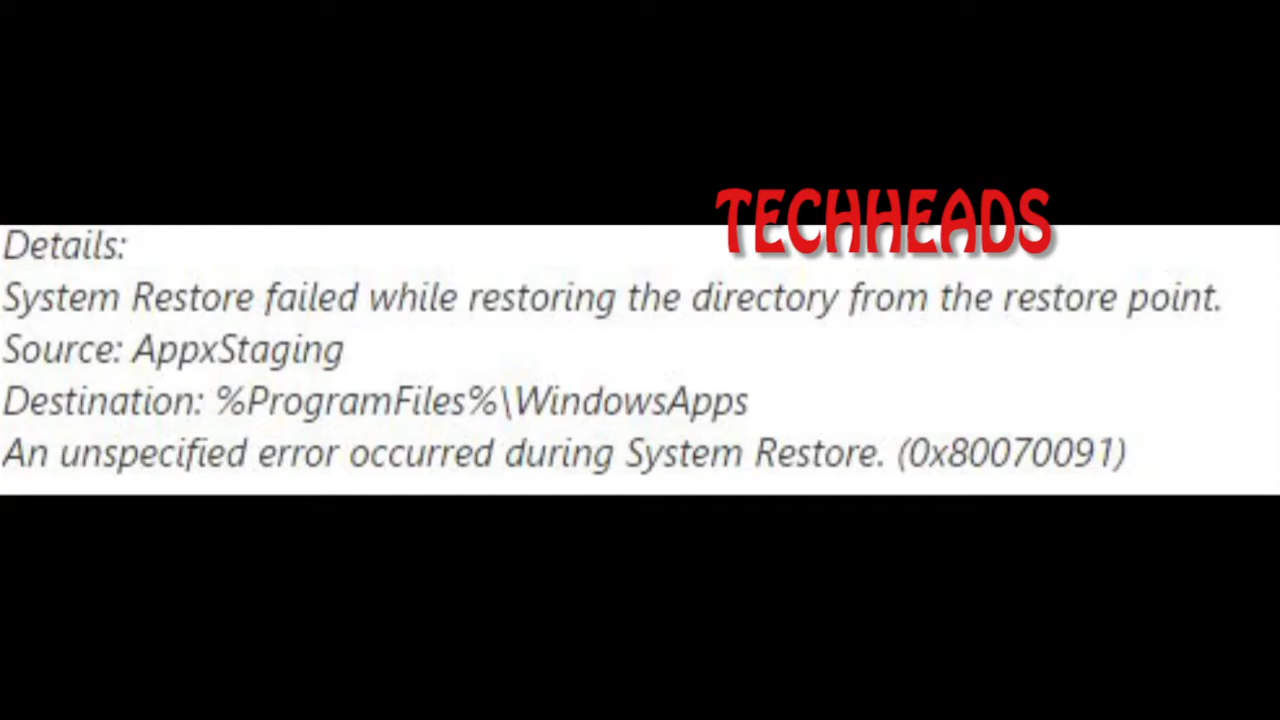 TECHHEADS
Details:
System Restore failed while restoring the directory from the restore point.
Source: AppxStaging
Destination: %ProgramFiles%\WindowsApps
An unspecified error occurred during System Restore. (0x80070091)